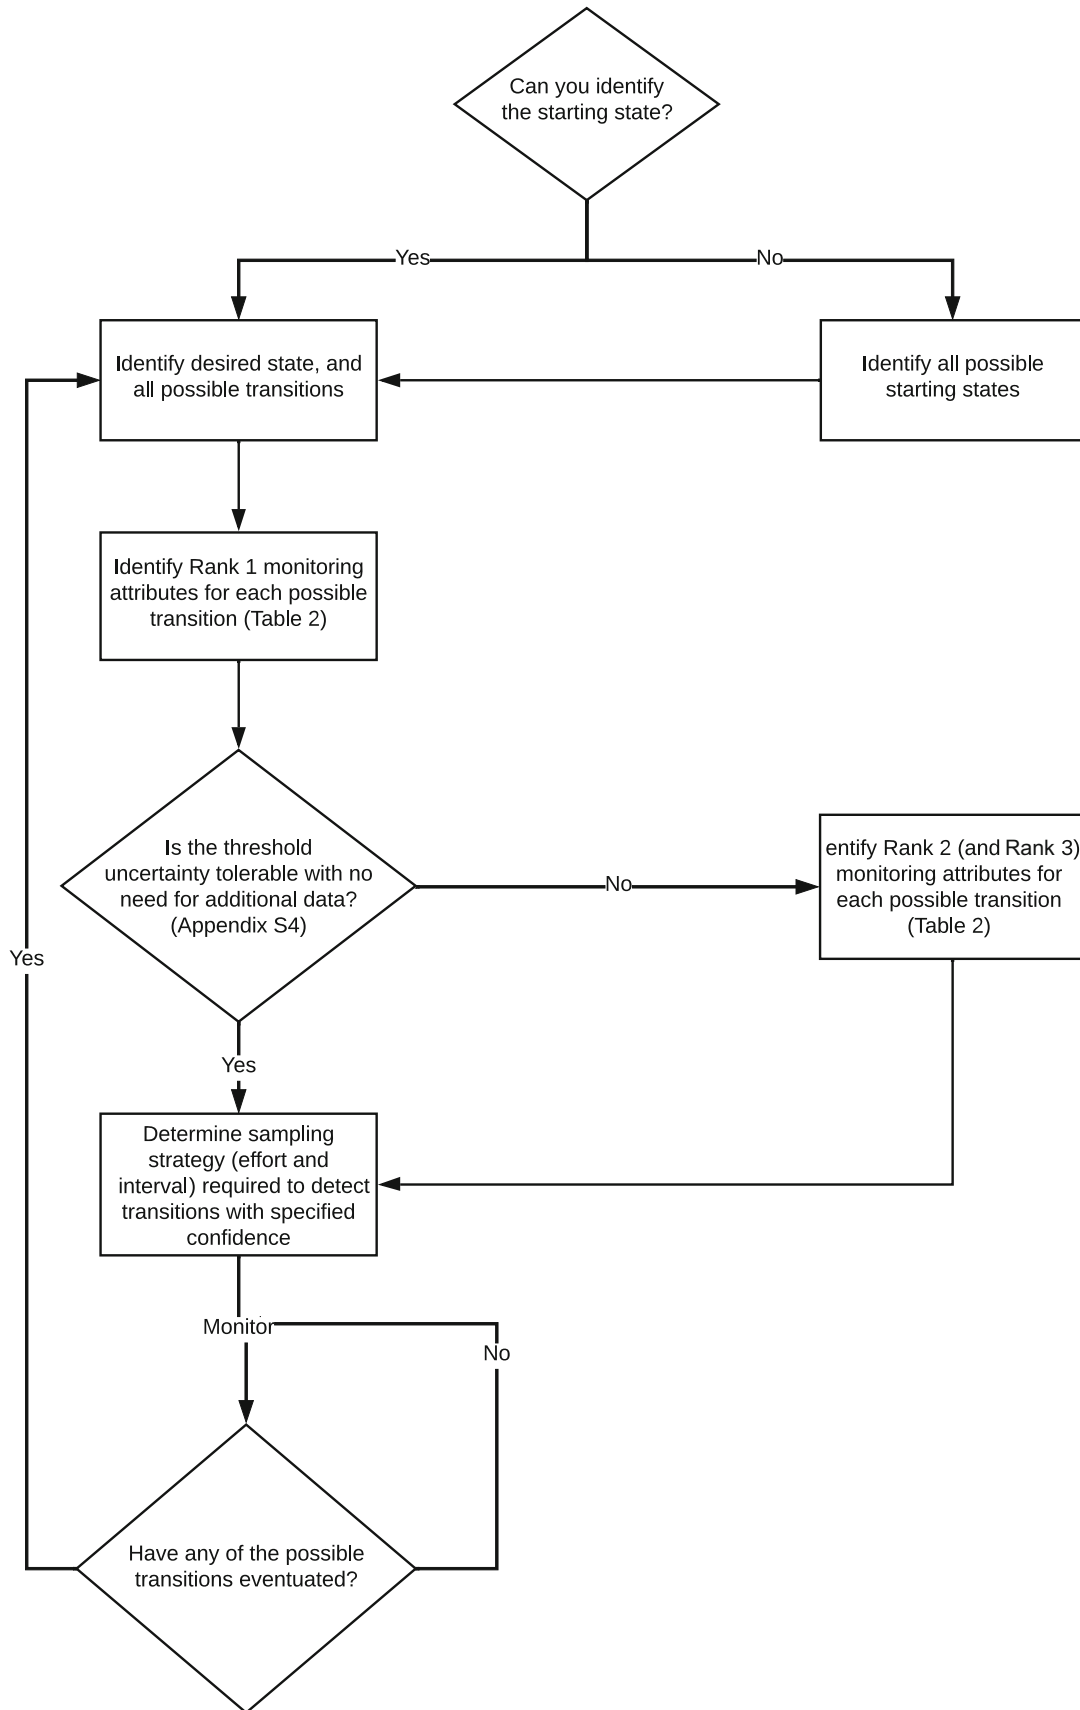 Can you identify
the starting state?
Yes
No
Identify desired state, and
all possible transitions
Identify all possible
starting states
Identify Rank 1 monitoring
attributes for each possible
transition (Table 2)
Is the threshold
uncertainty tolerable with no
need for additional data?
(Appendix S4)
No
entify Rank 2 (and Rank 3)
monitoring attributes for
each possible transition
(Table 2)
Yes
Yes
Determine sampling
strategy (effort and
interval) required to detect
transitions with specified
confidence
Monitor
No
Have any of the possible
transitions eventuated?